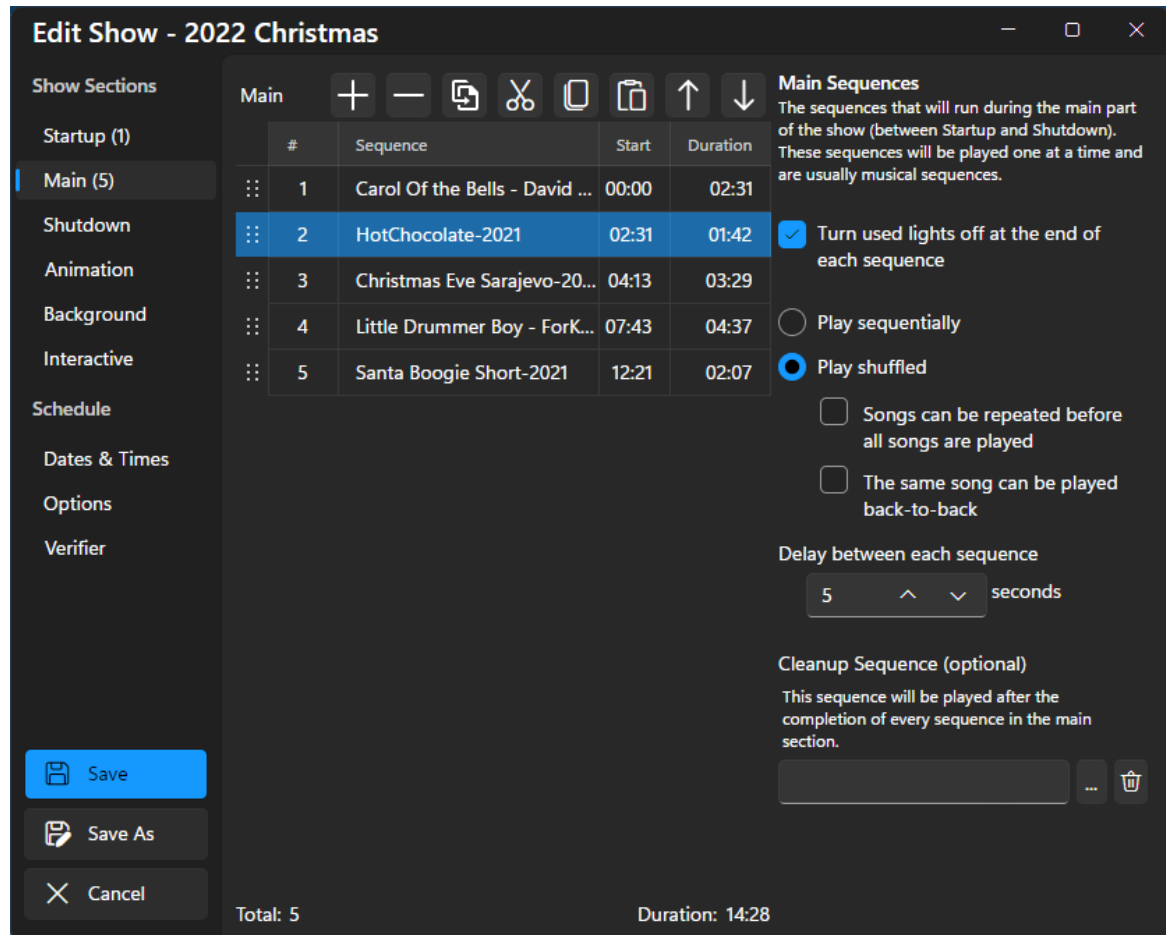 Edit Show - 2022 Christmas
Show Sections
Startup (1)
Main (5)
Shutdown
Animation
Background
Interactive
Schedule
Dates & Times
Options
Verifier
Save
Save As
Cancel
Main
# Sequence Start Duration
1 Carol Of the Bells - David ... 00:00 02:31
2 HotChocolate-2021 02:31 01:42
3 Christmas Eve Sarajevo-20... 04:13 03:29
4 Little Drummer Boy - ForK... 07:43 04:37
5 Santa Boogie Short-2021 12:21 02:07
Total: 5 Duration: 14:28
Main Sequences
The sequences that will run during the main part
of the show (between Startup and Shutdown).
These sequences will be played one at a time and
are usually musical sequences.
Turn used lights off at the end of
each sequence
Play sequentially
Play shuffled
Songs can be repeated before
all songs are played
The same song can be played
back-to-back
Delay between each sequence
5 seconds
Cleanup Sequence (optional)
This sequence will be played after the
completion of every sequence in the main
section.
...